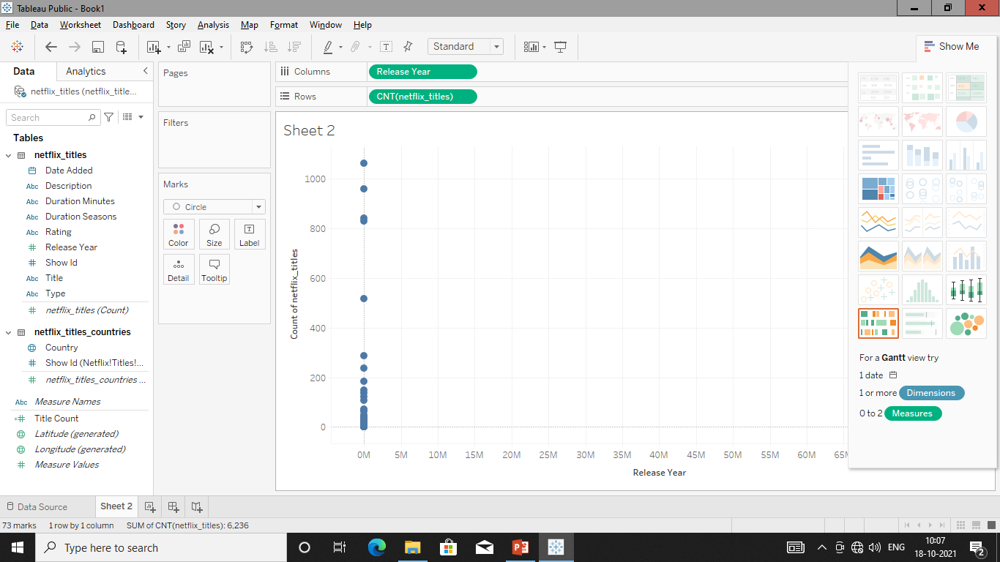 Tableau Public - Book1
File Data Worksheet Dashboard Story Analysis Map Format Window Help
Standard
Show Me
Data Analytics
netflix_titles (netflix_title...
Search
Tables
netflix_titles
Date Added
Abc Description
Abc Duration Minutes
Abc Duration Seasons
Abc Rating
Release Year
Show Id
Abc Title
Abc Type
netflix_titles (Count)
netflix_titles_countries
Country
Show Id (Netflix!Titles!...
netflix_titles_countries ...
Abc Measure Names
Title Count
Latitude (generated)
Longitude (generated)
Measure Values
Pages
Filters
Marks
Circle
Color Size Label
Detail Tooltip
Columns Release Year
Rows CNT(netflix_titles)
Sheet 2
Count of netflix_titles
1000
800
600
400
200
0
0M 5M 10M 15M 20M 25M 30M 35M 40M 45M 50M 55M 60M
Release Year
For a Gantt view try
1 date
1 or more Dimensions
0 to 2 Measures
Data Source Sheet 2
73 marks 1 row by 1 column SUM of CNT(netflix_titles): 6,236
Type here to search
ENG
10:07
18-10-2021
2